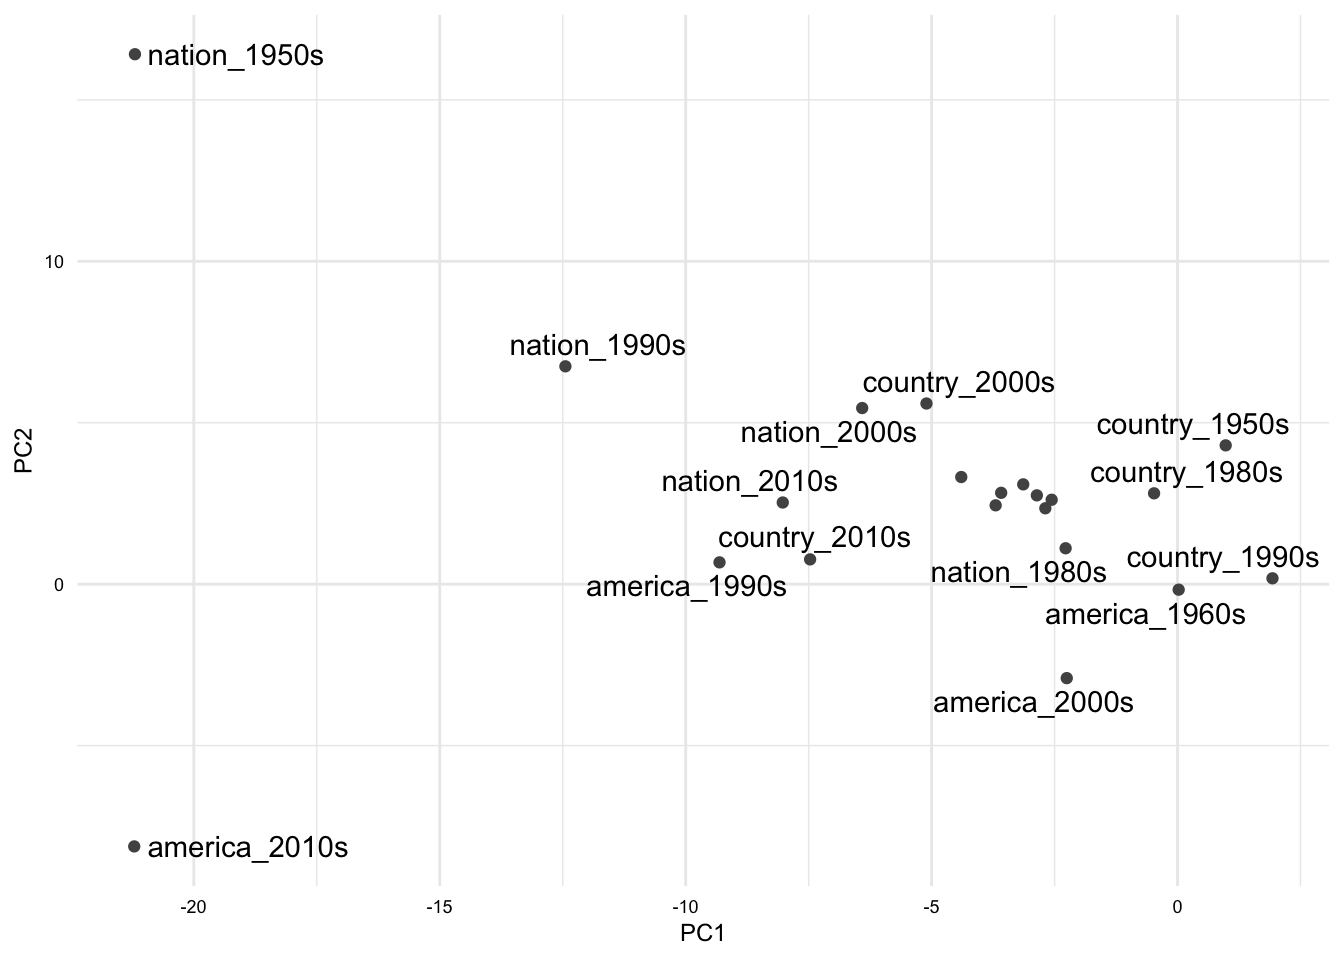 nation_1950s
10
nation_1990s
country_2000s
nation_2000s
country_1950s
country_1980s
nation_2010s
country_2010s
country_1990s
nation_1980s
america_1990s
0
america_1960s
america_2000s
america_2010s
PC2
-20
-15
-10
-5
0
PC1